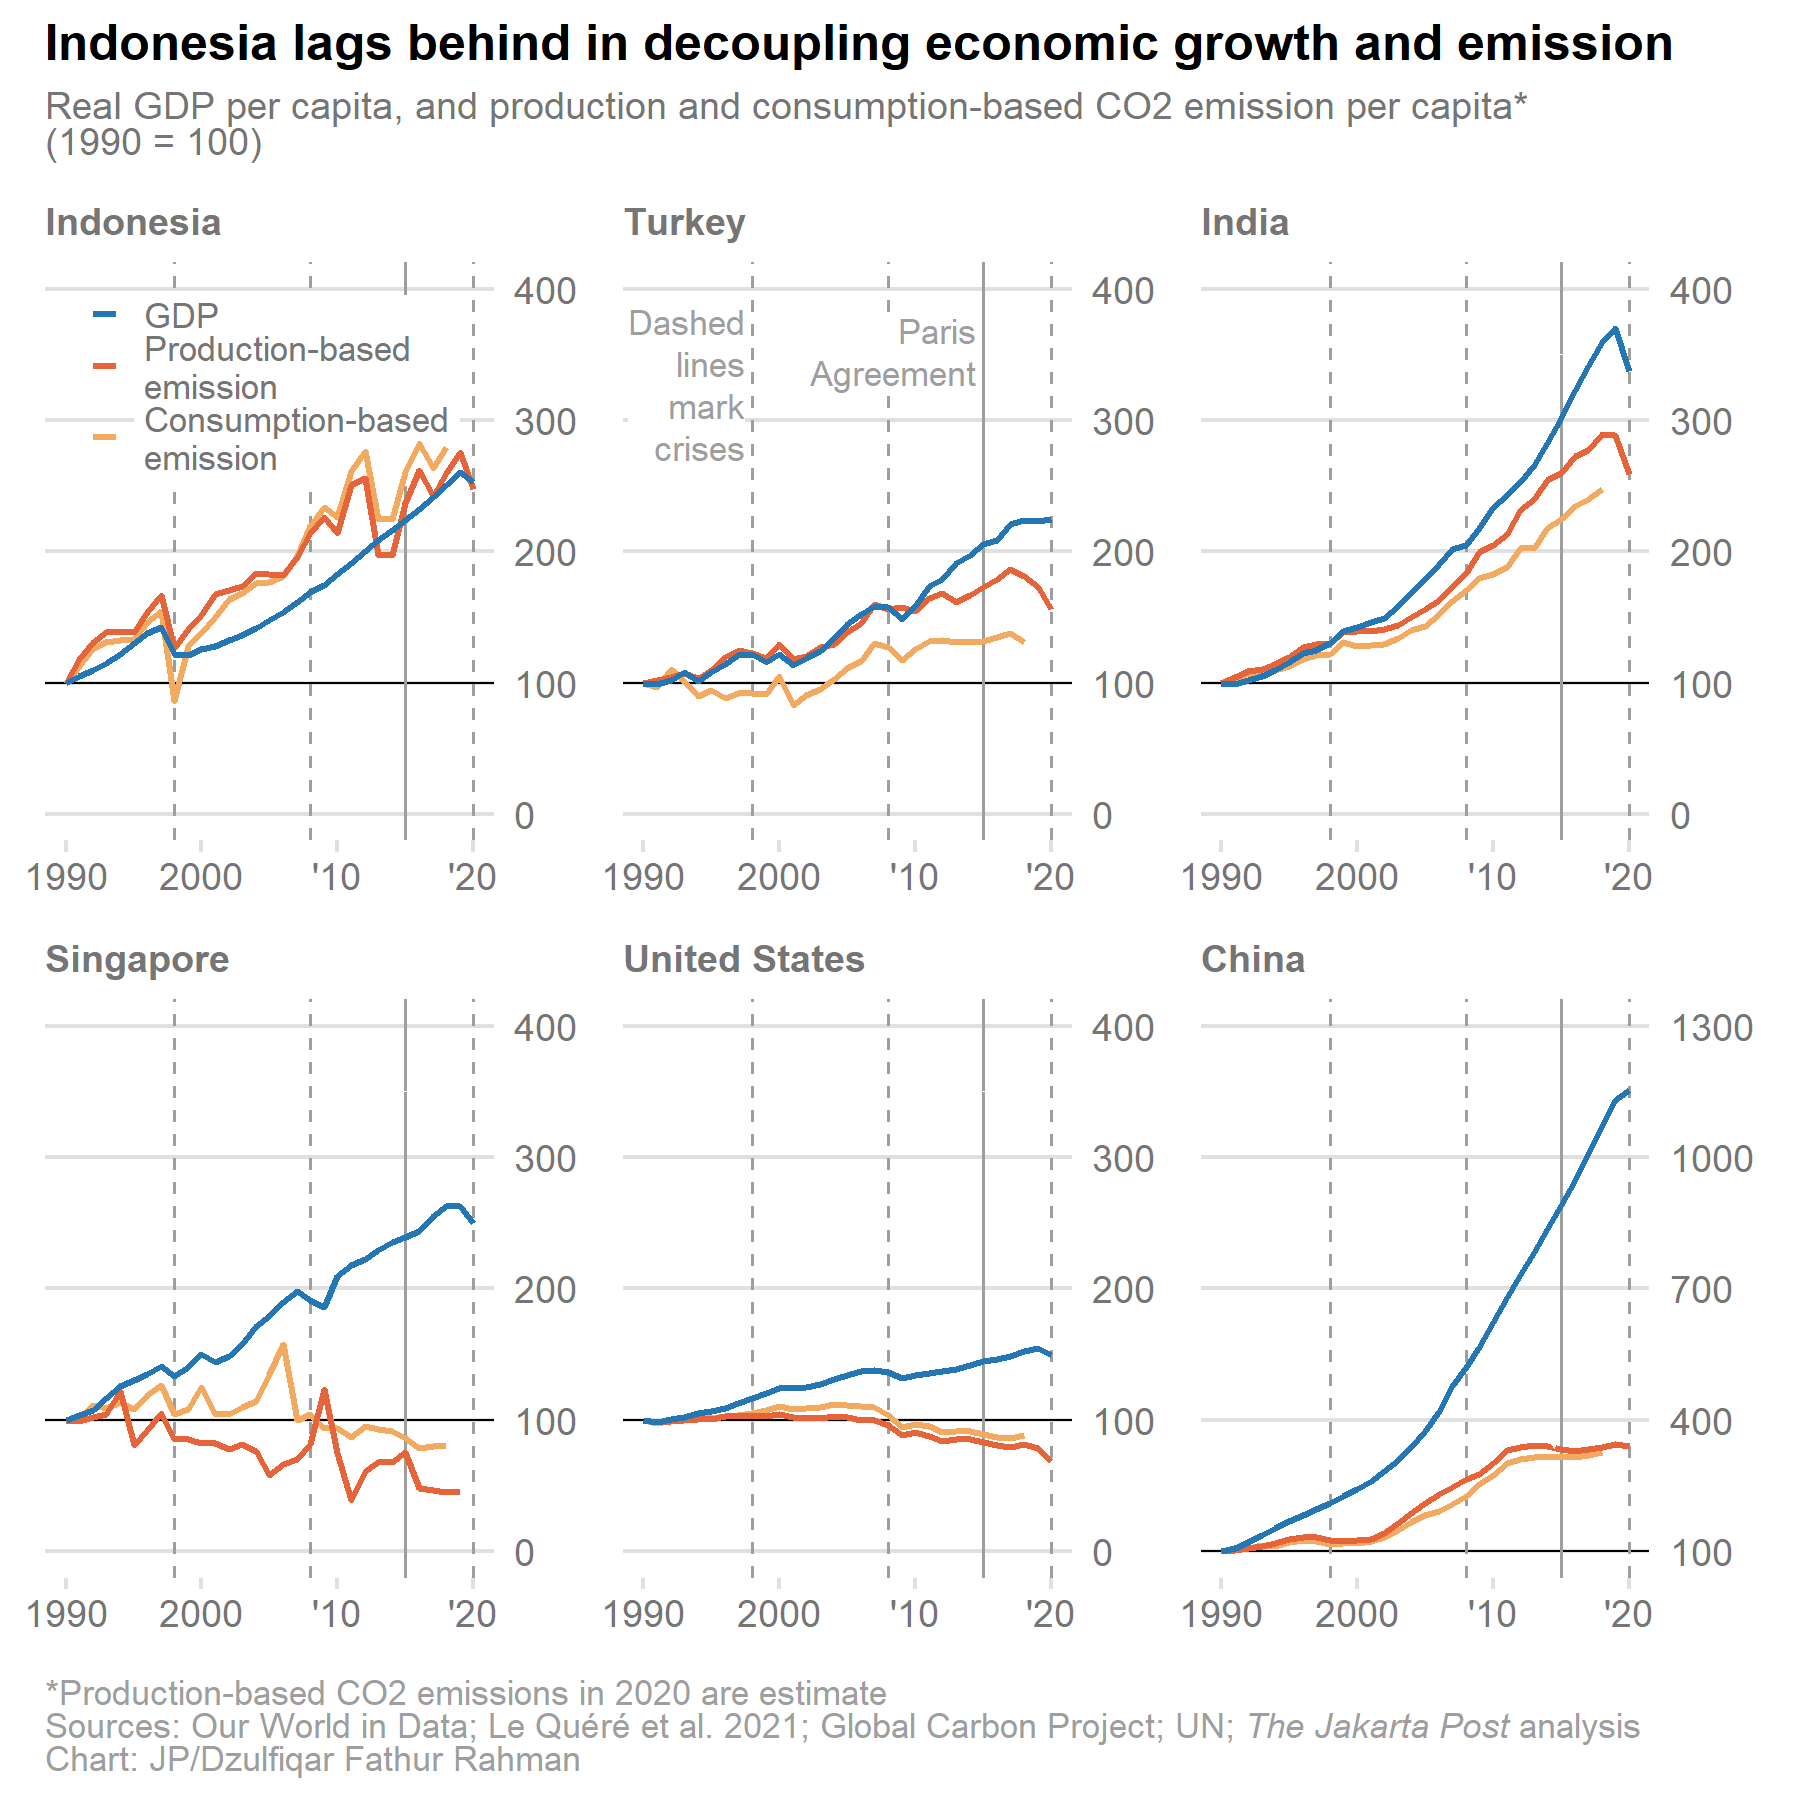 Indonesia lags behind in decoupling economic growth and emission
Real GDP per capita, and production and consumption-based CO2 emission per capita*
(1990 = 100)
Indonesia
GDP
Production-based
emission
Consumption-based
emission
400
300
200
100
0
1990 2000 '10 '20
Turkey
Dashed
lines
mark
crises
Paris
Agreement
400
300
200
100
0
1990 2000 '10 '20
India
400
300
200
100
0
1990 2000 '10 '20
Singapore
400
300
200
100
0
1990 2000 '10 '20
United States
400
300
200
100
0
1990 2000 '10 '20
China
1300
1000
700
400
100
1990 2000 '10 '20
*Production-based CO2 emissions in 2020 are estimate
Sources: Our World in Data; Le Quéré et al. 2021; Global Carbon Project; UN; The Jakarta Post analysis
Chart: JP/Dzulfiqar Fathur Rahman